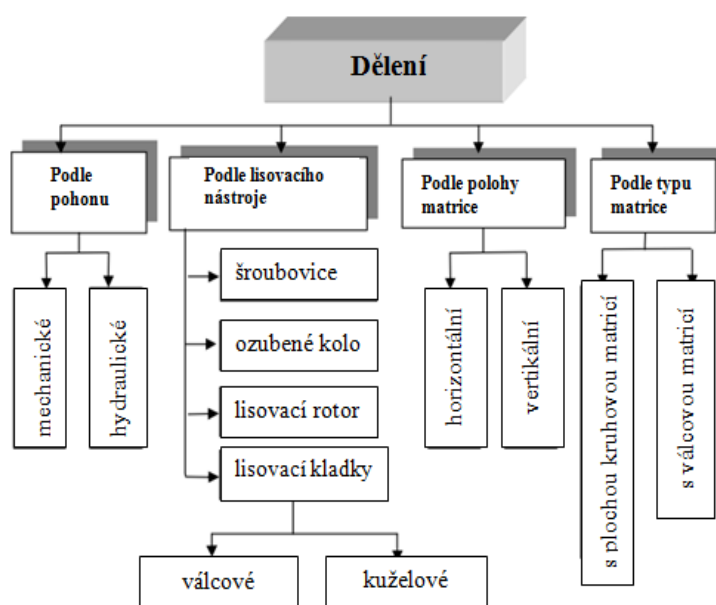 Dělení
Podle
pohonu
Podle lisovacího
nástroje
Podle polohy
matrice
Podle typu
matrice
mechanické
hydraulické
šroubovice
ozubené kolo
lisovací rotor
lisovací kladky
válcové
kuželové
horizontální
vertikální
s plochou kruhovou matricí
s válcovou matricí